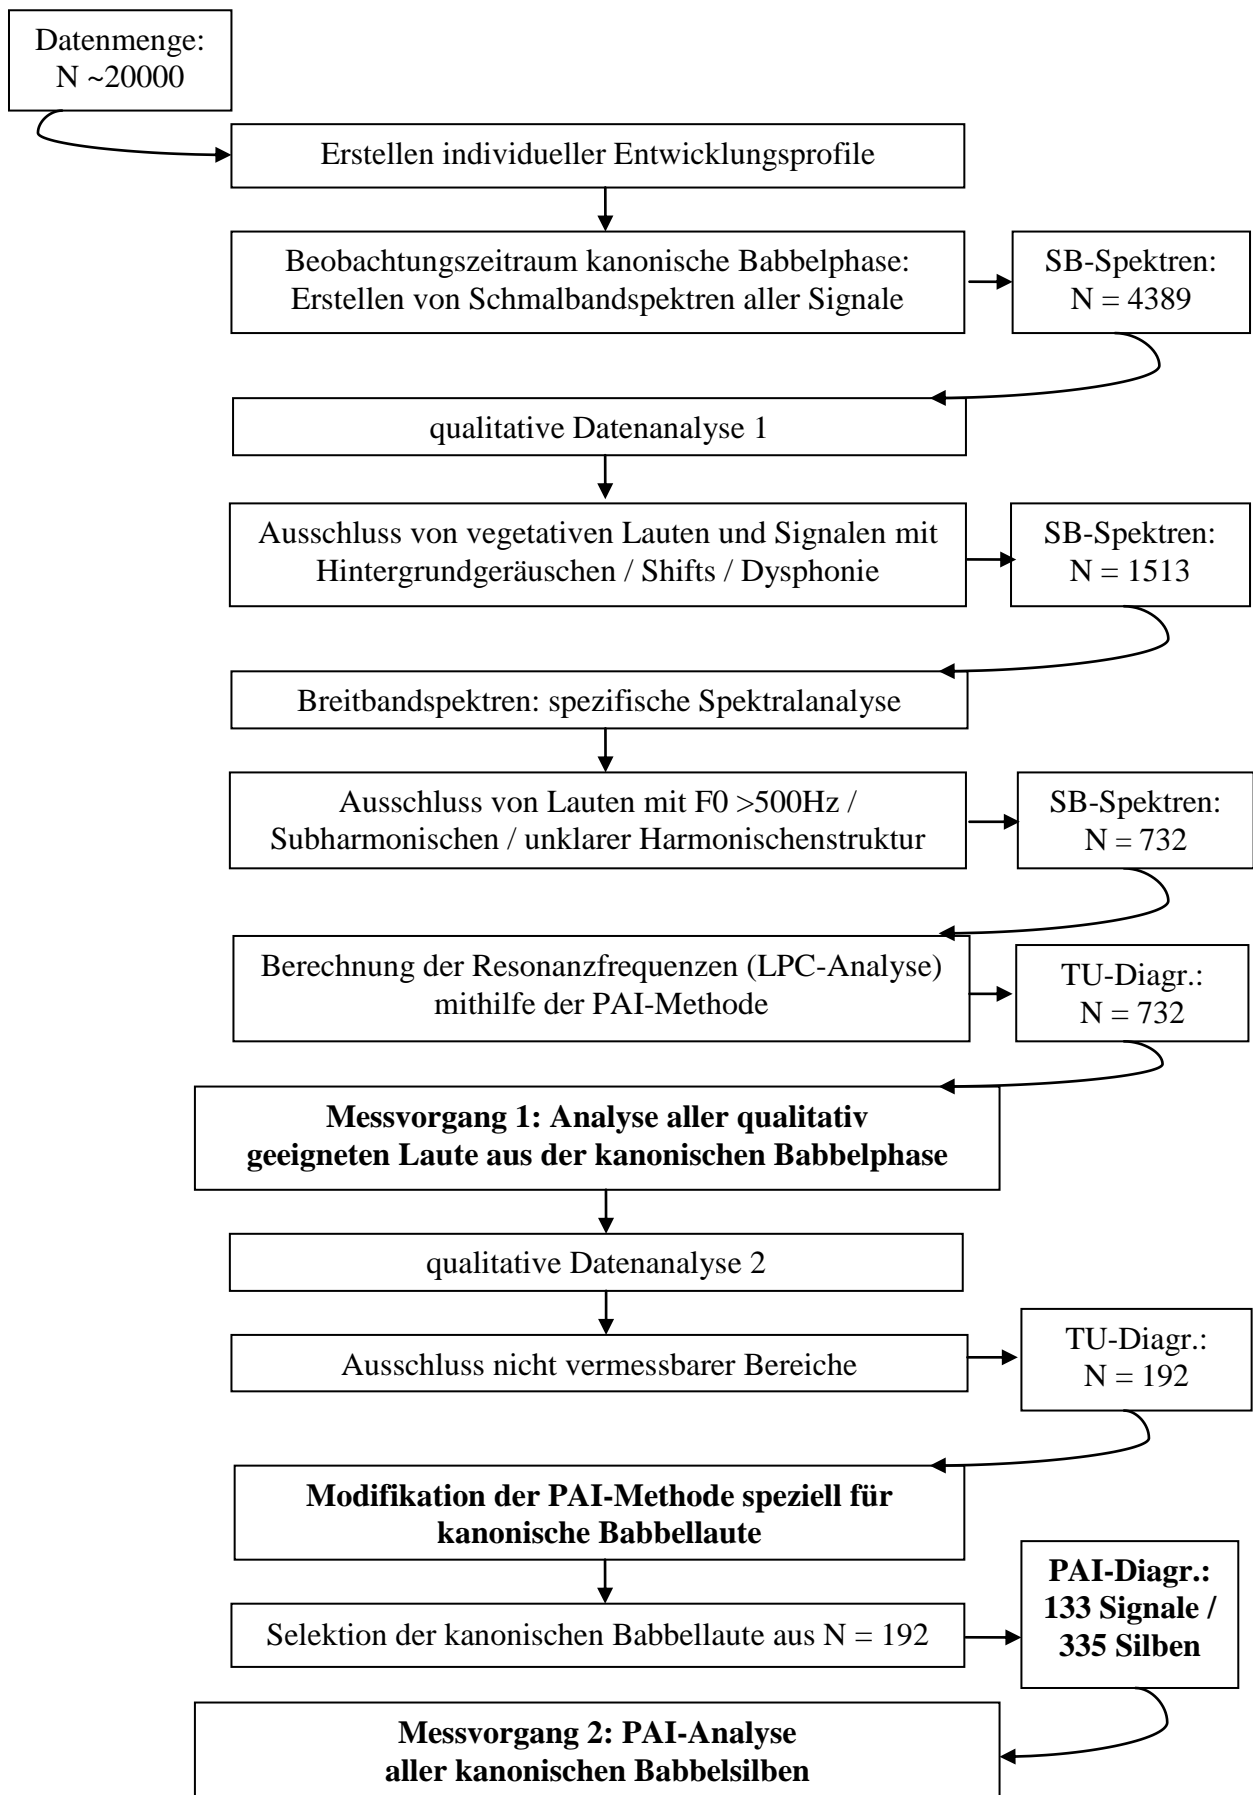 Datenmenge:
N ~20000
Erstellen individueller Entwicklungsprofile
Beobachtungszeitraum kanonische Babbelphase:
Erstellen von Schmalbandspektren aller Signale
SB-Spektren:
N = 4389
qualitative Datenanalyse 1
Ausschluss von vegetativen Lauten und Signalen mit
Hintergrundgeräuschen / Shifts / Dysphonie
SB-Spektren:
N = 1513
Breitbandspektren: spezifische Spektralanalyse
Ausschluss von Lauten mit F0 >500Hz /
Subharmonischen / unklarer Harmonischenstruktur
SB-Spektren:
N = 732
Berechnung der Resonanzfrequenzen (LPC-Analyse)
mithilfe der PAI-Methode
TU-Diagr.:
N = 732
Messvorgang 1: Analyse aller qualitativ
geeigneten Laute aus der kanonischen Babbelphase
qualitative Datenanalyse 2
Ausschluss nicht vermessbarer Bereiche
TU-Diagr.:
N = 192
Modifikation der PAI-Methode speziell für
kanonische Babbellaute
Selektion der kanonischen Babbellaute aus N = 192
PAI-Diagr.:
133 Signale /
335 Silben
Messvorgang 2: PAI-Analyse
aller kanonischen Babbelsilben